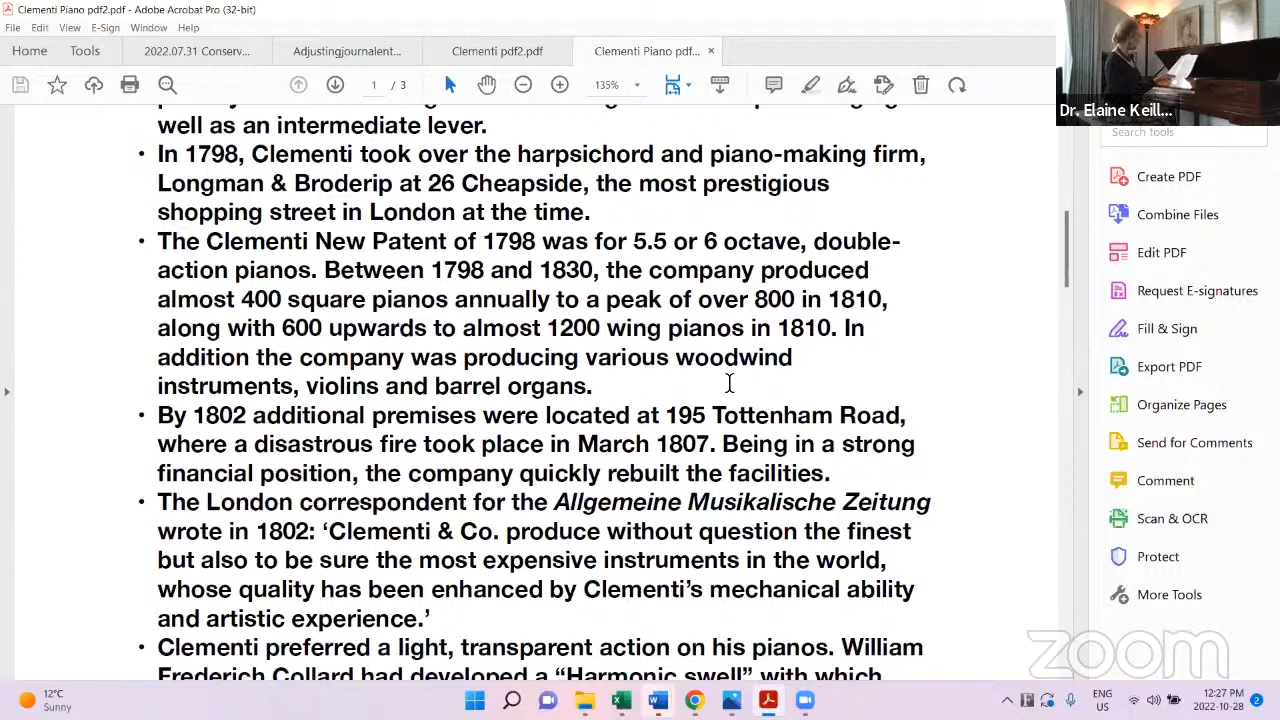 Clementi Piano pdf2.pdf - Adobe Acrobat Pro (32-bit)
File Edit View E-Sign Window Help
Home Tools 2022.07.31 Conserv... Adjustingjournalent... Clementi pdf2.pdf Clementi Piano pdf... ×
1 / 3 135%
Dr. Elaine Keill...
Search tools
well as an intermediate lever.
• In 1798, Clementi took over the harpsichord and piano-making firm,
Longman & Broderip at 26 Cheapside, the most prestigious
shopping street in London at the time.
• The Clementi New Patent of 1798 was for 5.5 or 6 octave, double-
action pianos. Between 1798 and 1830, the company produced
almost 400 square pianos annually to a peak of over 800 in 1810,
along with 600 upwards to almost 1200 wing pianos in 1810. In
addition the company was producing various woodwind
instruments, violins and barrel organs.
• By 1802 additional premises were located at 195 Tottenham Road,
where a disastrous fire took place in March 1807. Being in a strong
financial position, the company quickly rebuilt the facilities.
• The London correspondent for the Allgemeine Musikalische Zeitung
wrote in 1802: ‘Clementi & Co. produce without question the finest
but also to be sure the most expensive instruments in the world,
whose quality has been enhanced by Clementi’s mechanical ability
and artistic experience.’
• Clementi preferred a light, transparent action on his pianos. William
Frederich Collard had developed a “Harmonic swell” with which
Create PDF
Combine Files
Edit PDF
Request E-signatures
Fill & Sign
Export PDF
Organize Pages
Send for Comments
Comment
Scan & OCR
Protect
More Tools
zoom
12°C
Sunny
ENG
US
12:27 PM
2022-10-28
2